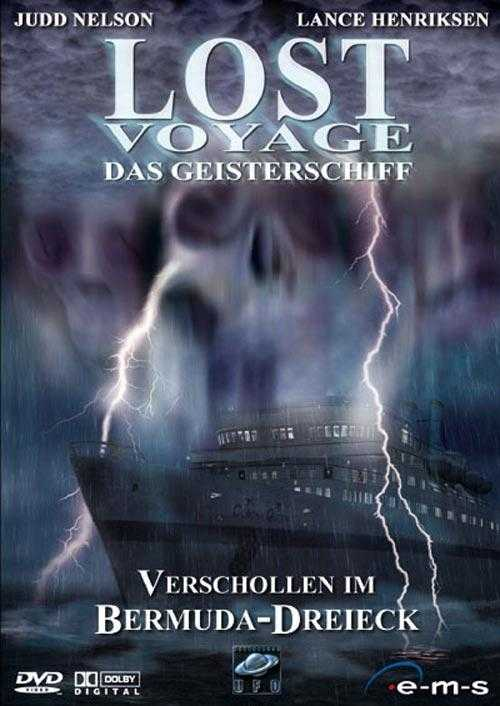 JUDD NELSON LANCE HENRIKSEN
LOST
VOYAGE
DAS GEISTERSCHIFF
VERSCHOLLEN IM
BERMUDA-DREIECK
DVD DOLBY UFO e-m-s
VIDEO DIGITAL